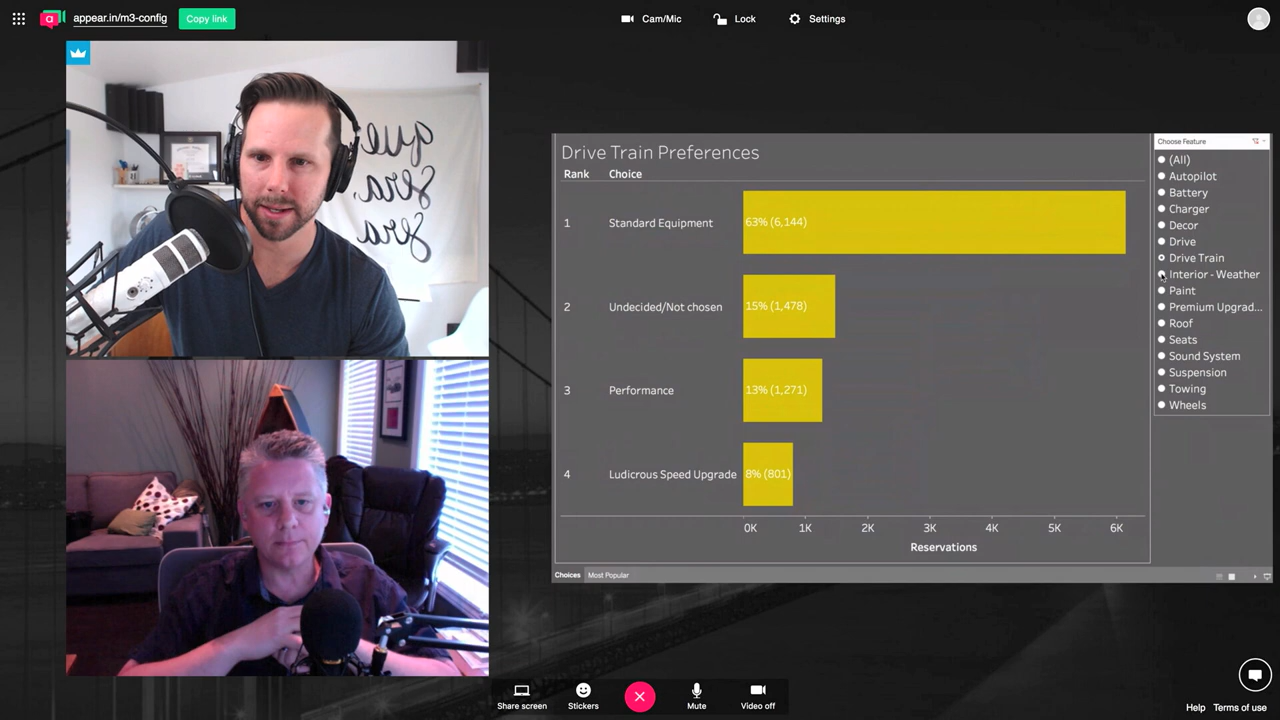 appear.in/m3-config
Copy link
Cam/Mic
Lock
Settings
que
sera,
sera
Drive Train Preferences
Rank Choice
1 Standard Equipment 63% (6,144)
2 Undecided/Not chosen 15% (1,478)
3 Performance 13% (1,271)
4 Ludicrous Speed Upgrade 8% (801)
0K 1K 2K 3K 4K 5K 6K
Reservations
Choices Most Popular
Choose Feature
(All)
Autopilot
Battery
Charger
Decor
Drive
Drive Train
Interior - Weather
Paint
Premium Upgrad...
Roof
Seats
Sound System
Suspension
Towing
Wheels
Share screen
Stickers
Mute
Video off
Help Terms of use